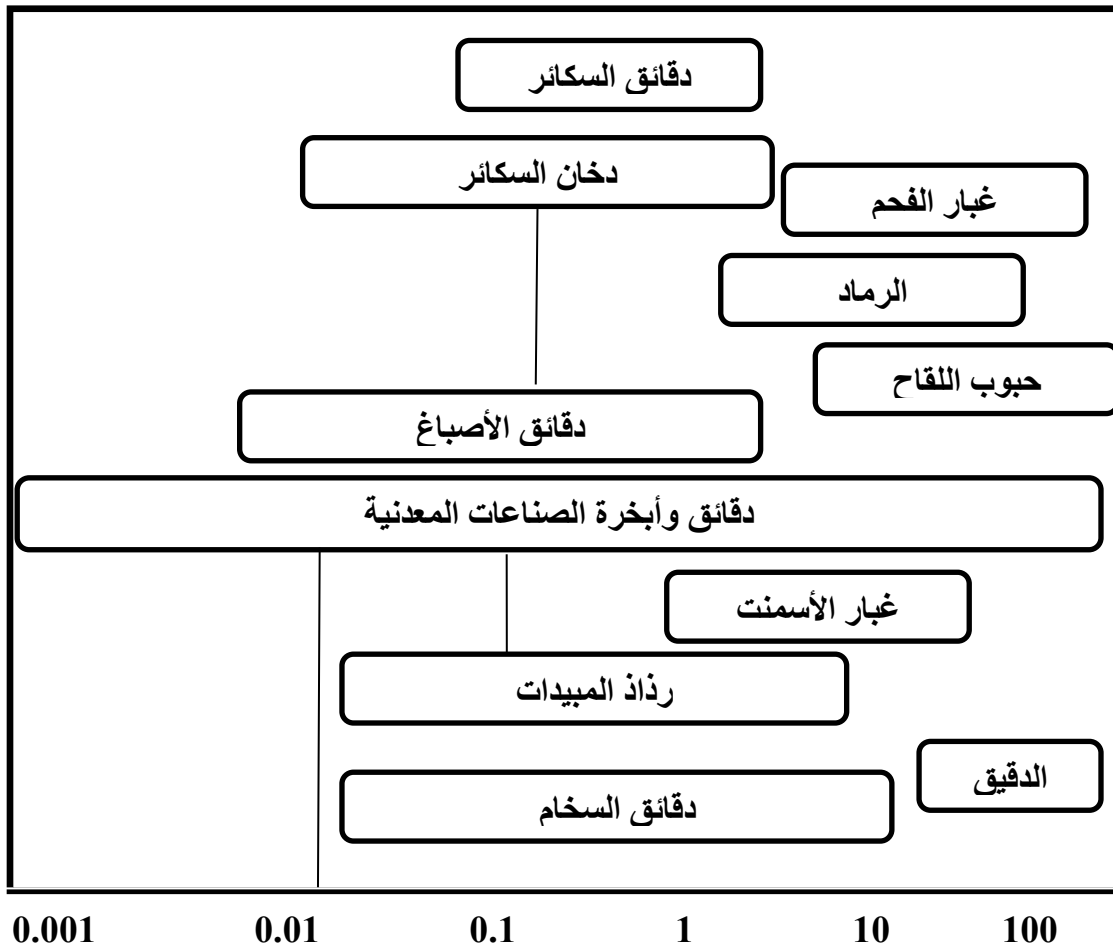 دقائق السكائر
دخان السكائر
غبار الفحم
الرماد
حبوب اللقاح
دقائق الأصباغ
دقائق وأبخرة الصناعات المعدنية
غبار الأسمنت
رذاذ المبيدات
الدقيق
دقائق السخام
0.001 0.01 0.1 1 10 100